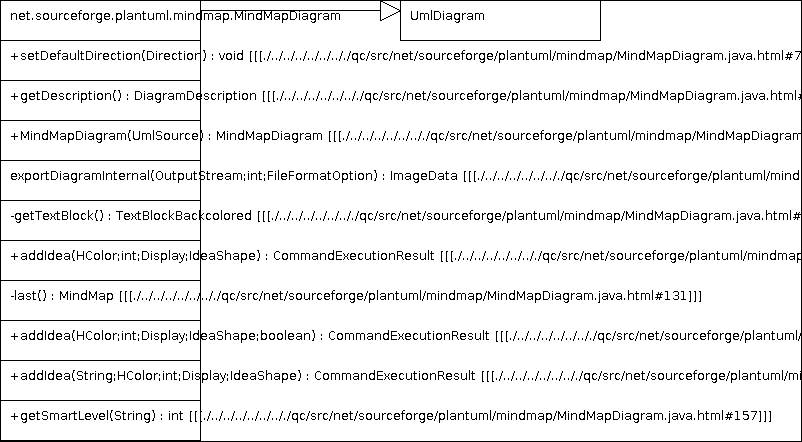 net.sourceforge.plantuml.mindmap.MindMapDiagram
UmlDiagram
+setDefaultDirection(Direction) : void [[[./../../../../../../qc/src/net/sourceforge/plantuml/mindmap/MindMapDiagram.java.html#7
+getDescription() : DiagramDescription [[[./../../../../../../qc/src/net/sourceforge/plantuml/mindmap/MindMapDiagram.java.html#
+MindMapDiagram(UmlSource) : MindMapDiagram [[[./../../../../../../qc/src/net/sourceforge/plantuml/mindmap/MindMapDiagram
exportDiagramInternal(OutputStream;int;FileFormatOption) : ImageData [[[./../../../../../../qc/src/net/sourceforge/plantuml/mind
-getTextBlock() : TextBlockBackcolored [[[./../../../../../../qc/src/net/sourceforge/plantuml/mindmap/MindMapDiagram.java.html#
+addIdea(HColor;int;Display;IdeaShape) : CommandExecutionResult [[[./../../../../../../qc/src/net/sourceforge/plantuml/mindmap
-last() : MindMap [[[./../../../../../../qc/src/net/sourceforge/plantuml/mindmap/MindMapDiagram.java.html#131]]]
+addIdea(HColor;int;Display;IdeaShape;boolean) : CommandExecutionResult [[[./../../../../../../qc/src/net/sourceforge/plantuml/
+addIdea(String;HColor;int;Display;IdeaShape) : CommandExecutionResult [[[./../../../../../../qc/src/net/sourceforge/plantuml/mi
+getSmartLevel(String) : int [[[./../../../../../../qc/src/net/sourceforge/plantuml/mindmap/MindMapDiagram.java.html#157]]]